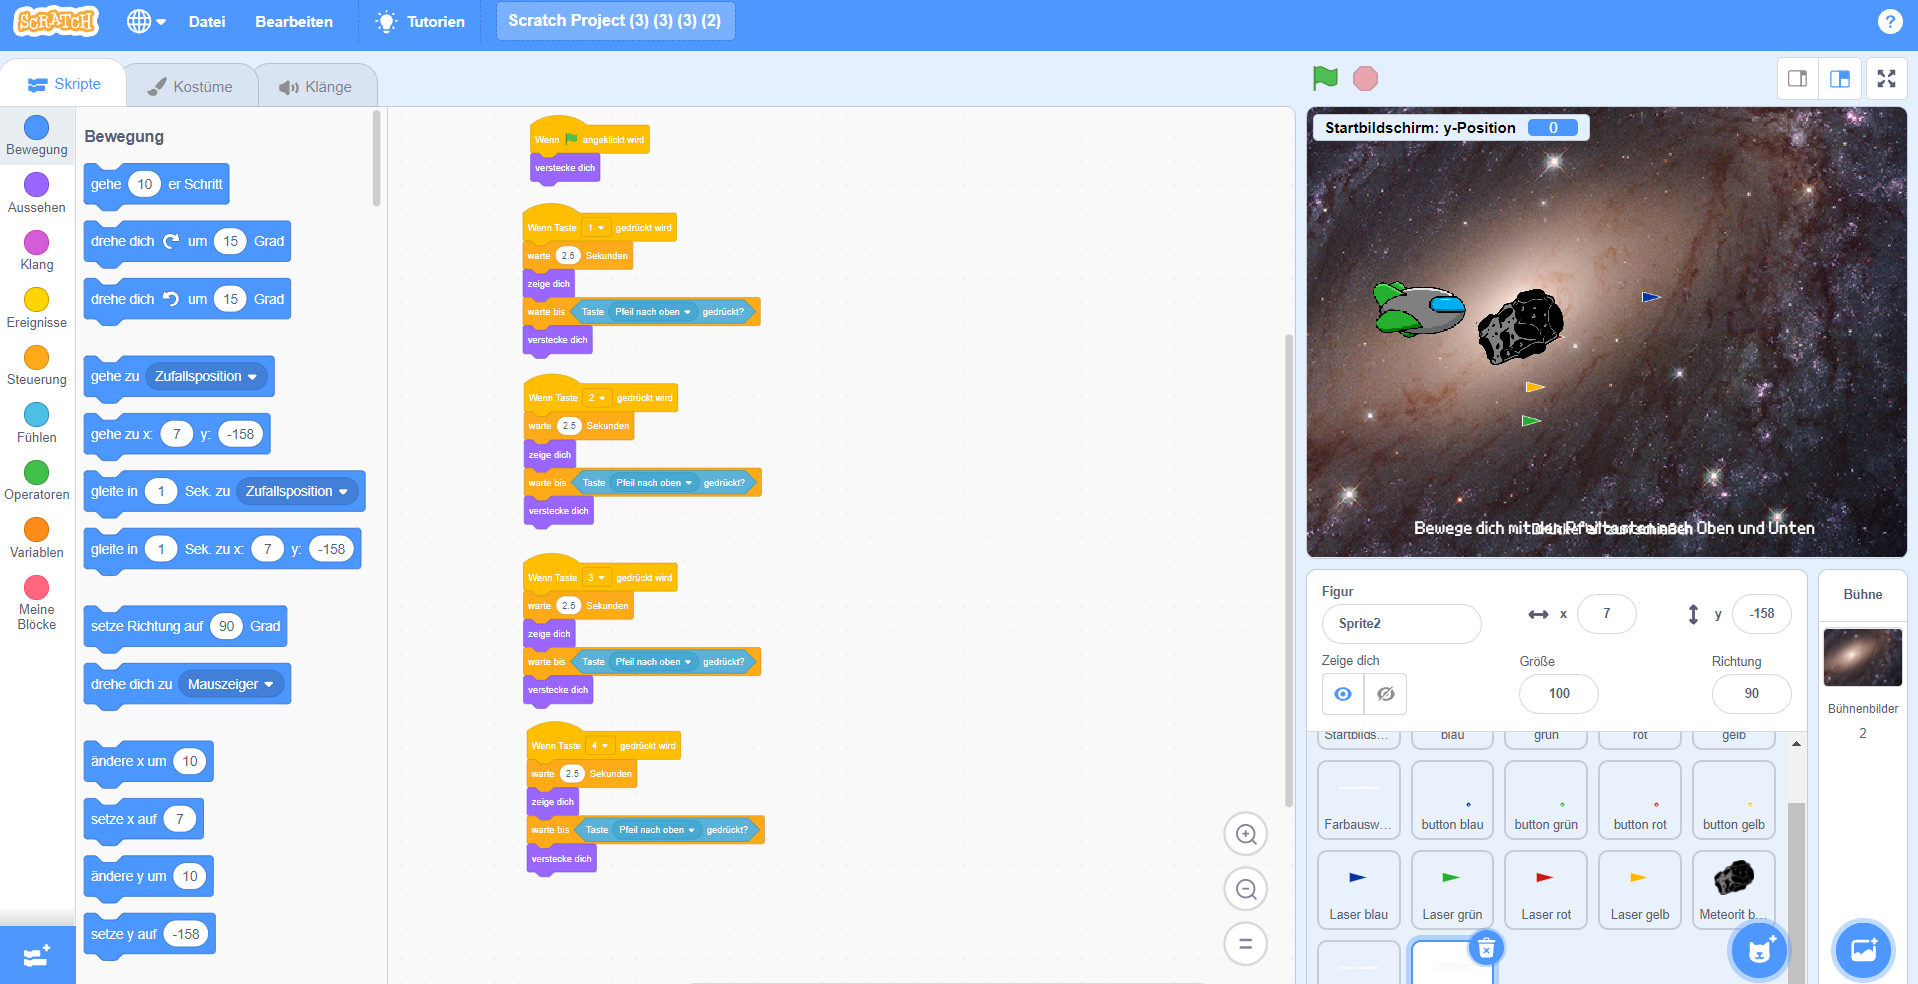 SCRATCH
Datei
Bearbeiten
Tutorien
Scratch Project (3) (3) (3) (2)
?
Skripte
Kostüme
Klänge
Bewegung
Aussehen
Klang
Ereignisse
Steuerung
Fühlen
Operatoren
Variablen
Meine
Blöcke
Bewegung
gehe 10 er Schritt
drehe dich um 15 Grad
drehe dich um 15 Grad
gehe zu Zufallsposition
gehe zu x: 7 y: -158
gleite in 1 Sek. zu Zufallsposition
gleite in 1 Sek. zu x: 7 y: -158
setze Richtung auf 90 Grad
drehe dich zu Mauszeiger
ändere x um 10
setze x auf 7
ändere y um 10
setze y auf -158
Wenn angeklickt wird
verstecke dich
Wenn Taste 1 gedrückt wird
warte 2.5 Sekunden
zeige dich
warte bis Taste Pfeil nach oben gedrückt?
verstecke dich
Wenn Taste 2 gedrückt wird
warte 2.5 Sekunden
zeige dich
warte bis Taste Pfeil nach oben gedrückt?
verstecke dich
Wenn Taste 3 gedrückt wird
warte 2.5 Sekunden
zeige dich
warte bis Taste Pfeil nach oben gedrückt?
verstecke dich
Wenn Taste 4 gedrückt wird
warte 2.5 Sekunden
zeige dich
warte bis Taste Pfeil nach oben gedrückt?
verstecke dich
Startbildschirm: y-Position 0
Bewege dich mit den Pfeiltasten nach Oben und Unten
Figur
Sprite2
x 7
y -158
Zeige dich
Größe
100
Richtung
90
Startbilds...
blau
grün
rot
gelb
Farbausw...
button blau
button grün
button rot
button gelb
Laser blau
Laser grün
Laser rot
Laser gelb
Meteorit b...
Bühne
Bühnenbilder
2